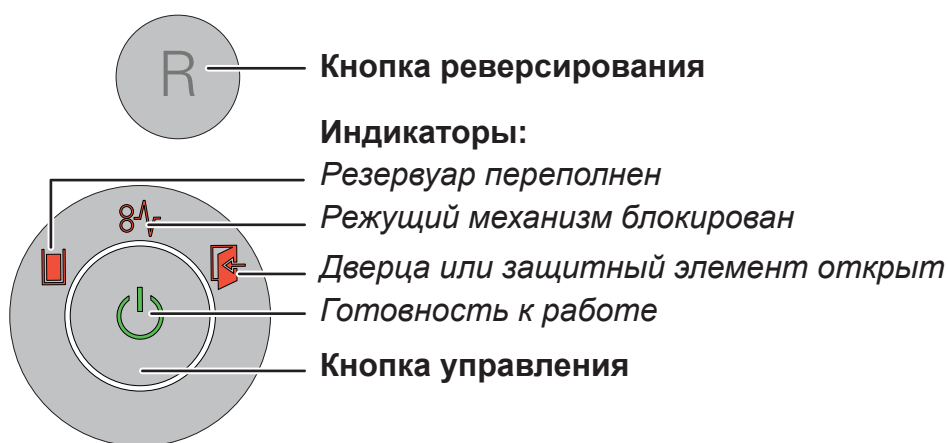 R
Кнопка реверсирования
Индикаторы:
Резервуар переполнен
Режущий механизм блокирован
Дверца или защитный элемент открыт
Готовность к работе
Кнопка управления